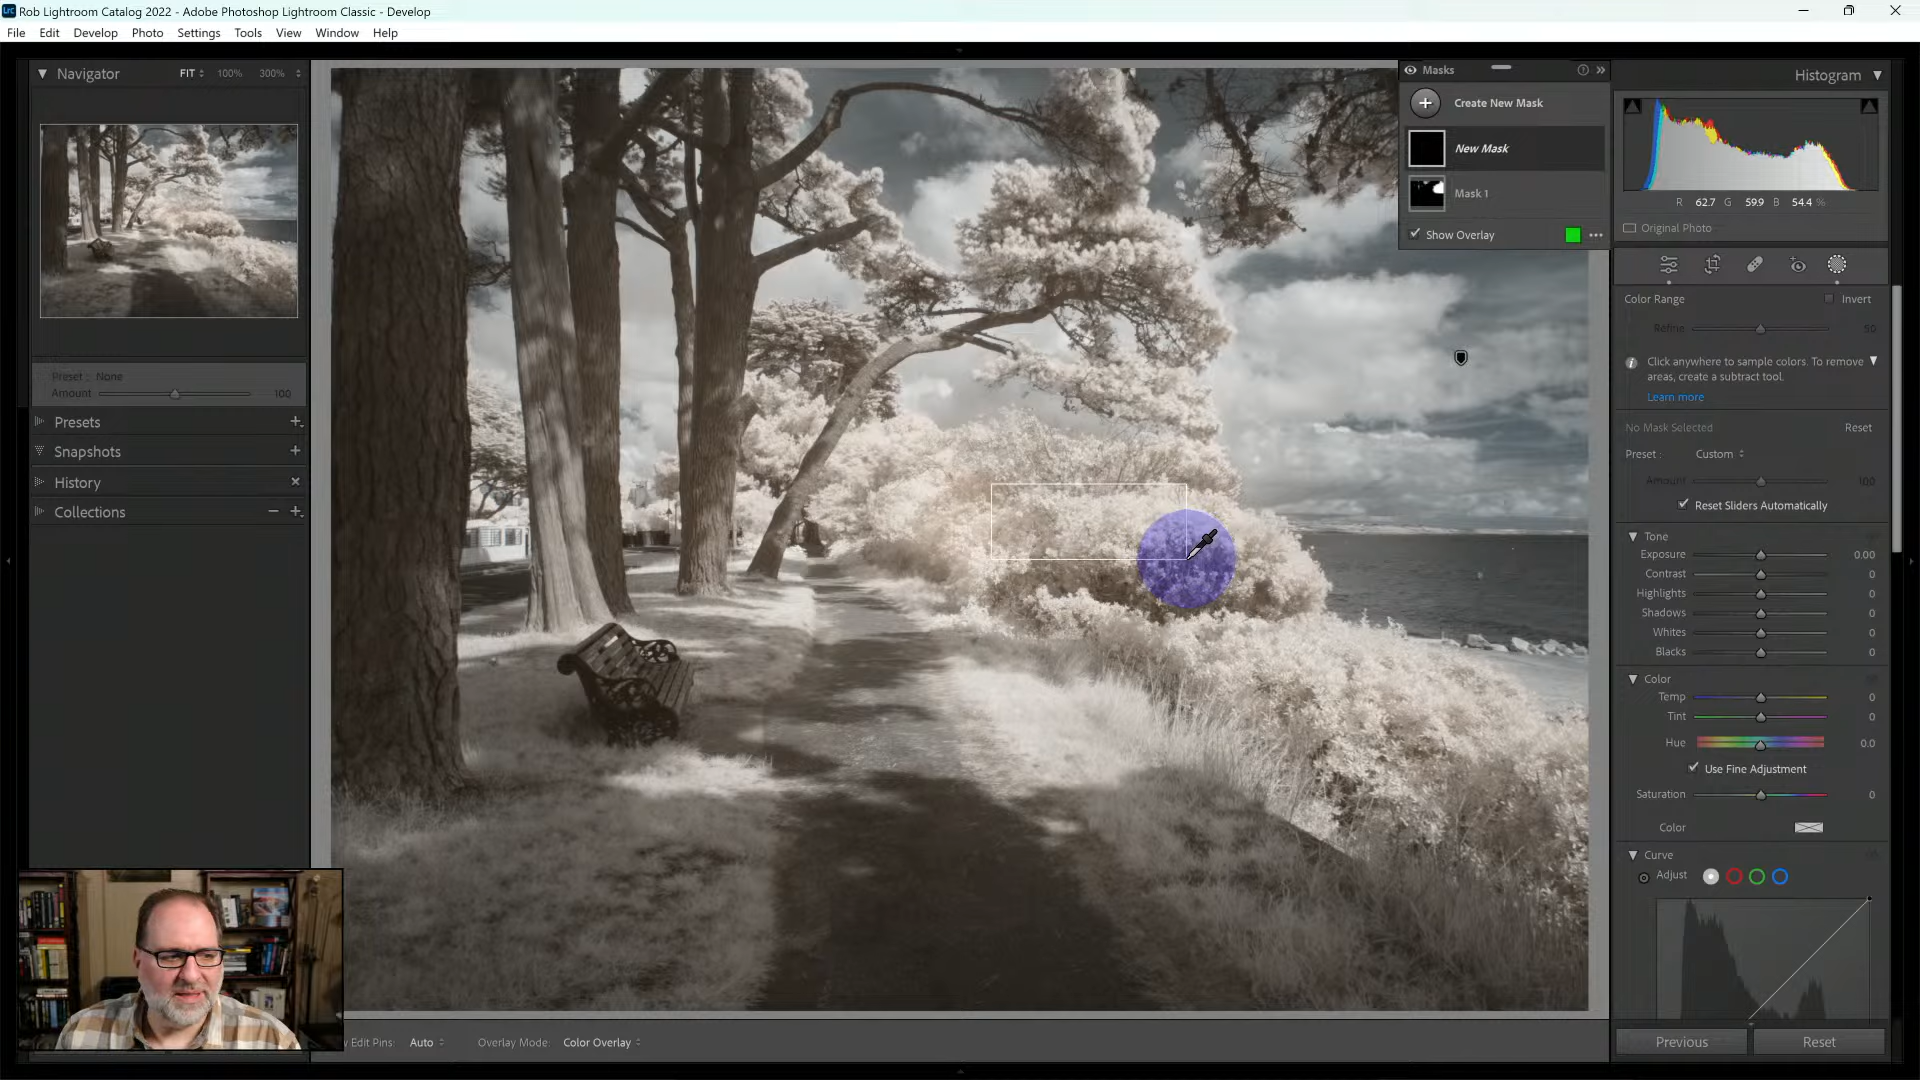 Rob Lightroom Catalog 2022 - Adobe Photoshop Lightroom Classic - Develop
File Edit Develop Photo Settings Tools View Window Help
Navigator FIT 100% 300%
Preset : None
Amount 100
Presets
Snapshots
History
Collections
Masks
Create New Mask
New Mask
Mask 1
Show Overlay
Histogram
R 62.7 G 59.9 B 54.4 %
Original Photo
Color Range Invert
Refine 50
Click anywhere to sample colors. To remove
areas, create a subtract tool.
Learn more
No Mask Selected Reset
Preset : Custom
Amount 100
Reset Sliders Automatically
Tone
Exposure 0.00
Contrast 0
Highlights 0
Shadows 0
Whites 0
Blacks 0
Color
Temp 0
Tint 0
Hue 0.0
Use Fine Adjustment
Saturation 0
Color
Curve
Adjust
Edit Pins: Auto Overlay Mode: Color Overlay
Previous Reset